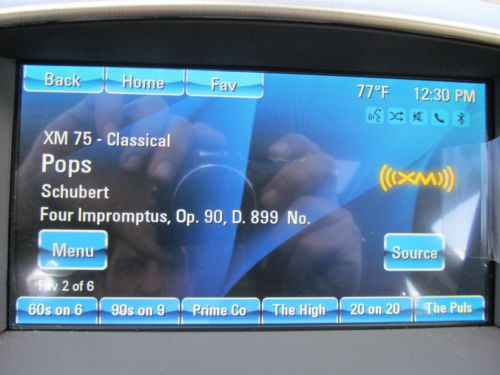 Back Home Fav
77°F 12:30 PM
XM 75 - Classical
Pops
Schubert
Four Impromptus, Op. 90, D. 899 No.
((XM))
Menu Source
Fav 2 of 6
60s on 6 90s on 9 Prime Co The High 20 on 20 The Puls